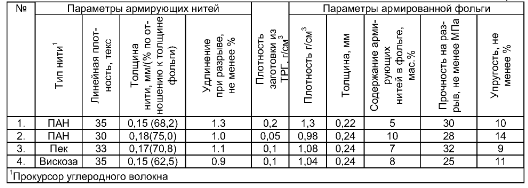 №
Параметры армирующих нитей
Параметры армированной фольги
Тип нити¹
Линейная плотность, текс
Толщина нити, мм/(% по отношению к толщине фольги)
Удлинение при разрыве, не менее %
Плотность заготовки из ТРГ, г/см³
Плотность г/см³
Толщина, мм
Содержание армирующих нитей в фольге, мас.%
Прочность на разрыв, не менее МПа
Упругость, не менее %
1. ПАН 35 0,15 (68,2) 1.3 0,2 1,3 0,22 5 30 10
2. ПАН 30 0,18(75,0) 1.0 0,05 0,98 0,24 10 28 14
3. Пек 33 0,17(70,8) 1.1 0,1 1,08 0,24 7 32 9
4. Вискоза 35 0,15 (62,5) 0.9 0,1 1,04 0,24 8 25 11
¹Прокурсор углеродного волокна